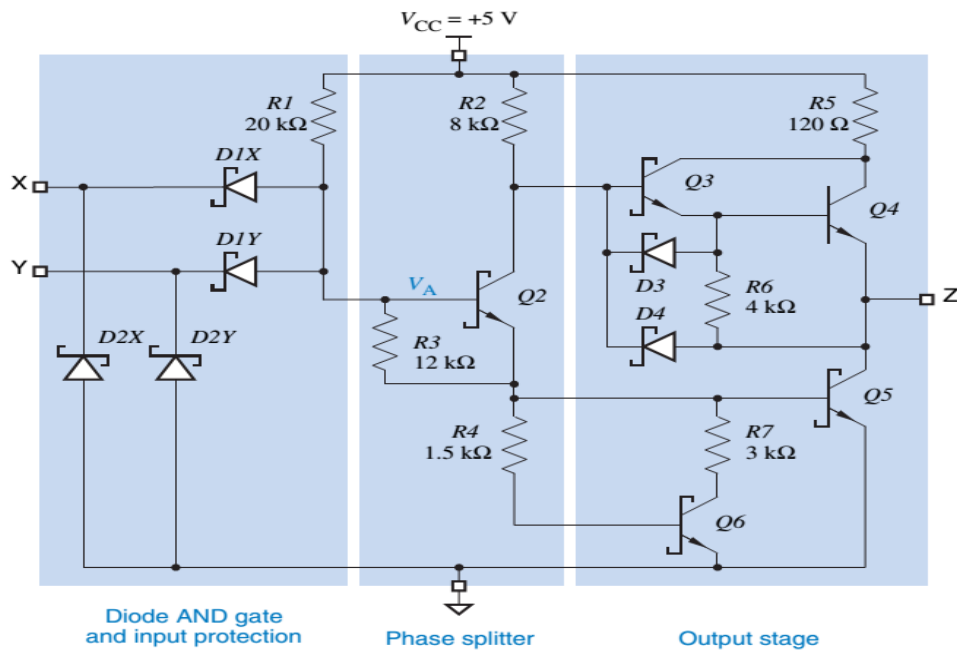 VCC = +5 V
R1
20 kΩ
R2
8 kΩ
R5
120 Ω
D1X
X
Q3
Q4
D1Y
Y
VA
Q2
D3
R6
4 kΩ
Z
D4
D2X
D2Y
R3
12 kΩ
Q5
R4
1.5 kΩ
R7
3 kΩ
Q6
Diode AND gate
and input protection
Phase splitter
Output stage